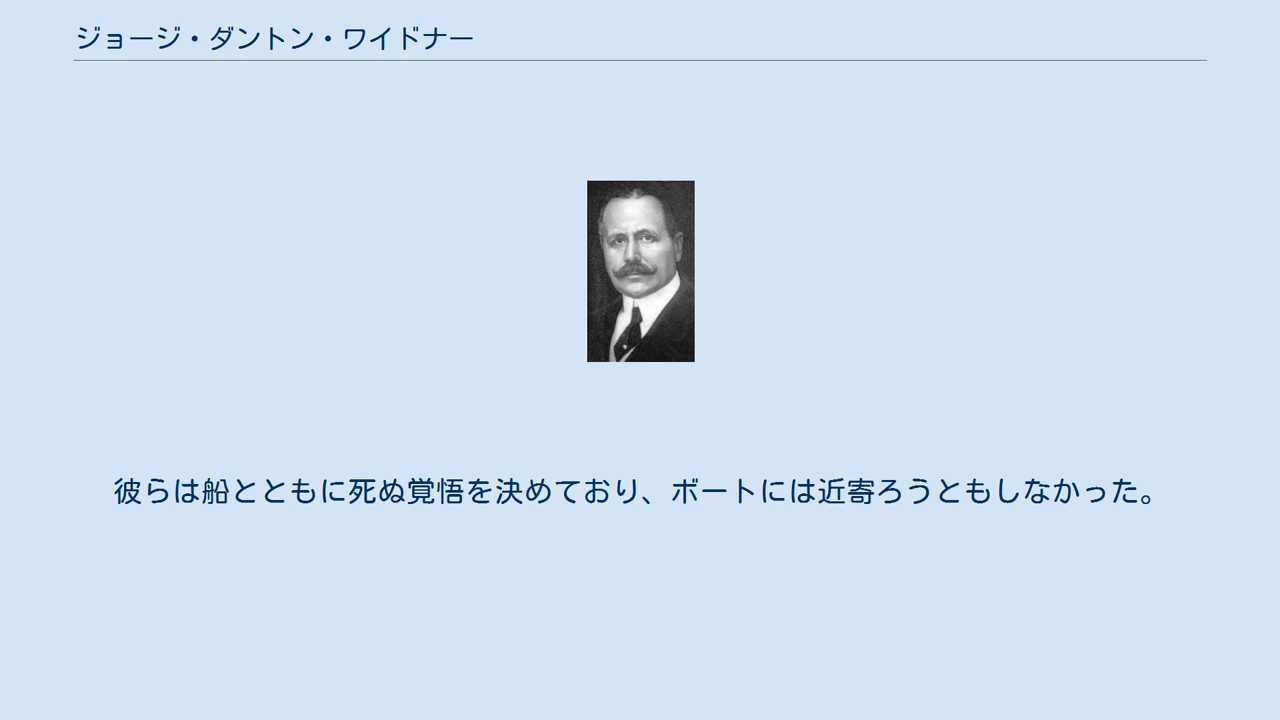 ジョージ・ダントン・ワイドナー
彼らは船とともに死ぬ覚悟を決めており、ボートには近寄ろうともしなかった。